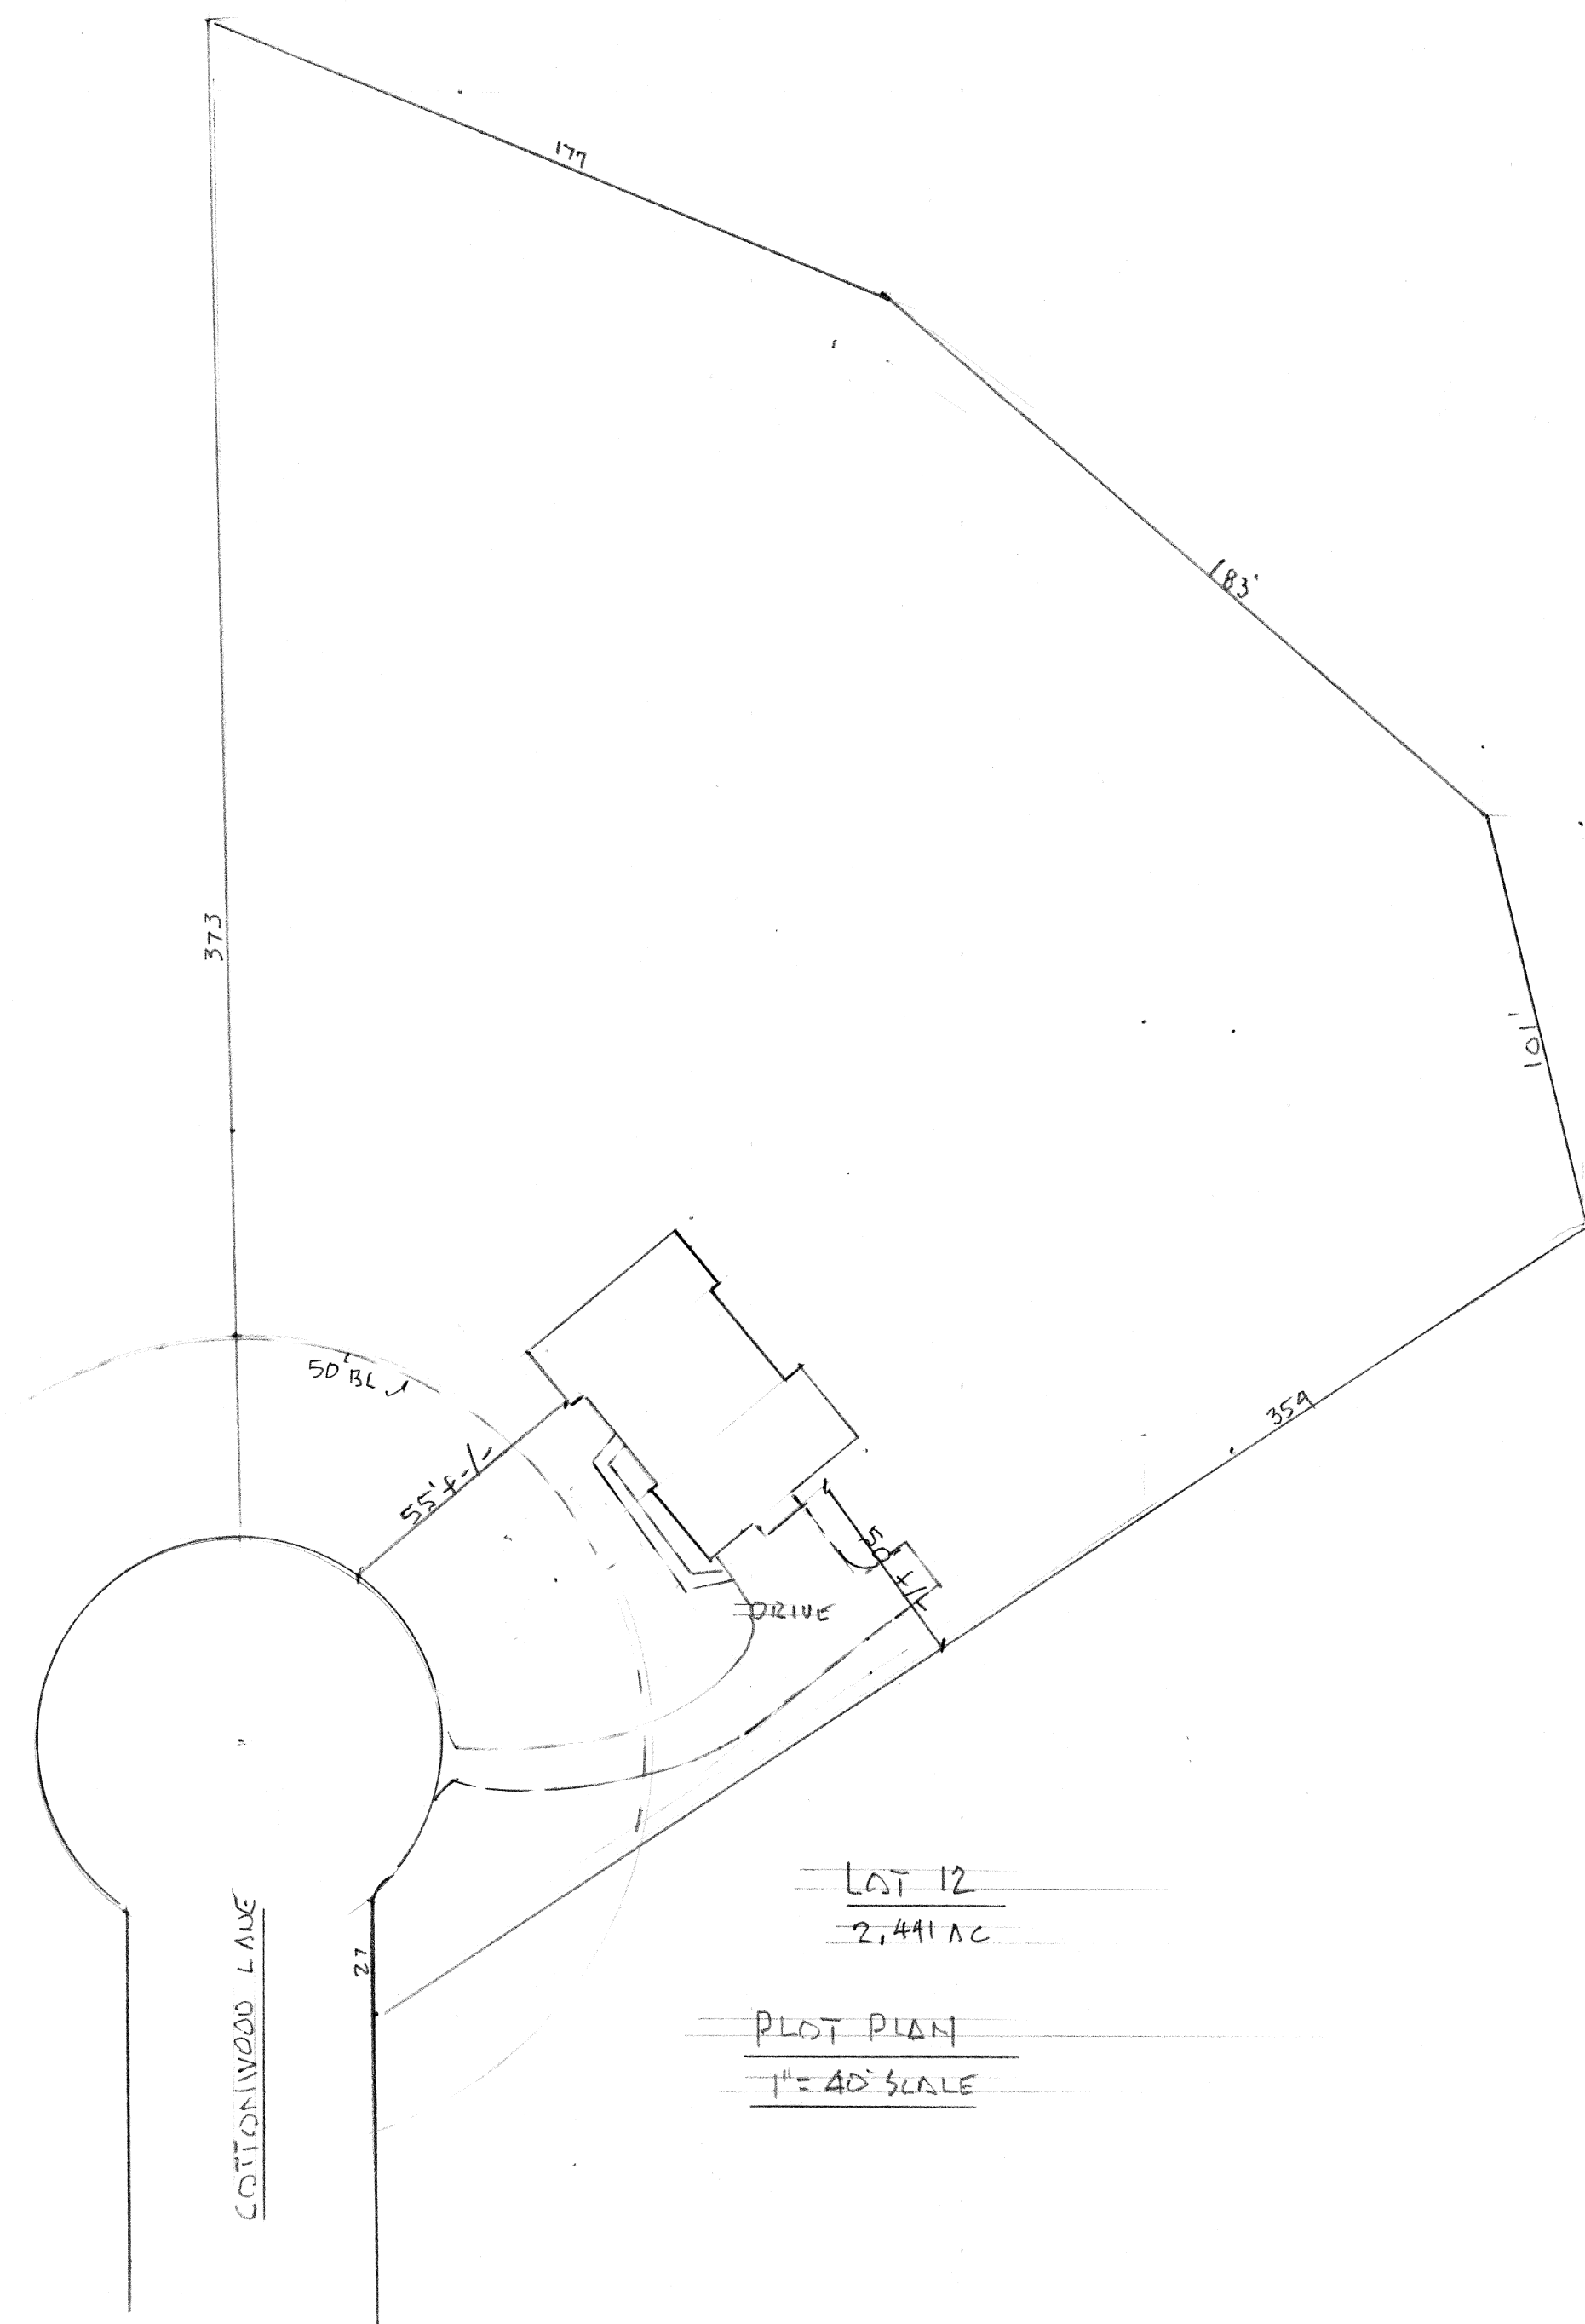 177
183'
373
101'
50' BL
55' +-/-
354
50' +/-
DRIVE
LOT 12
2,441 AC
27
COTTONWOOD LANE
PLOT PLAN
1" = 40' SCALE